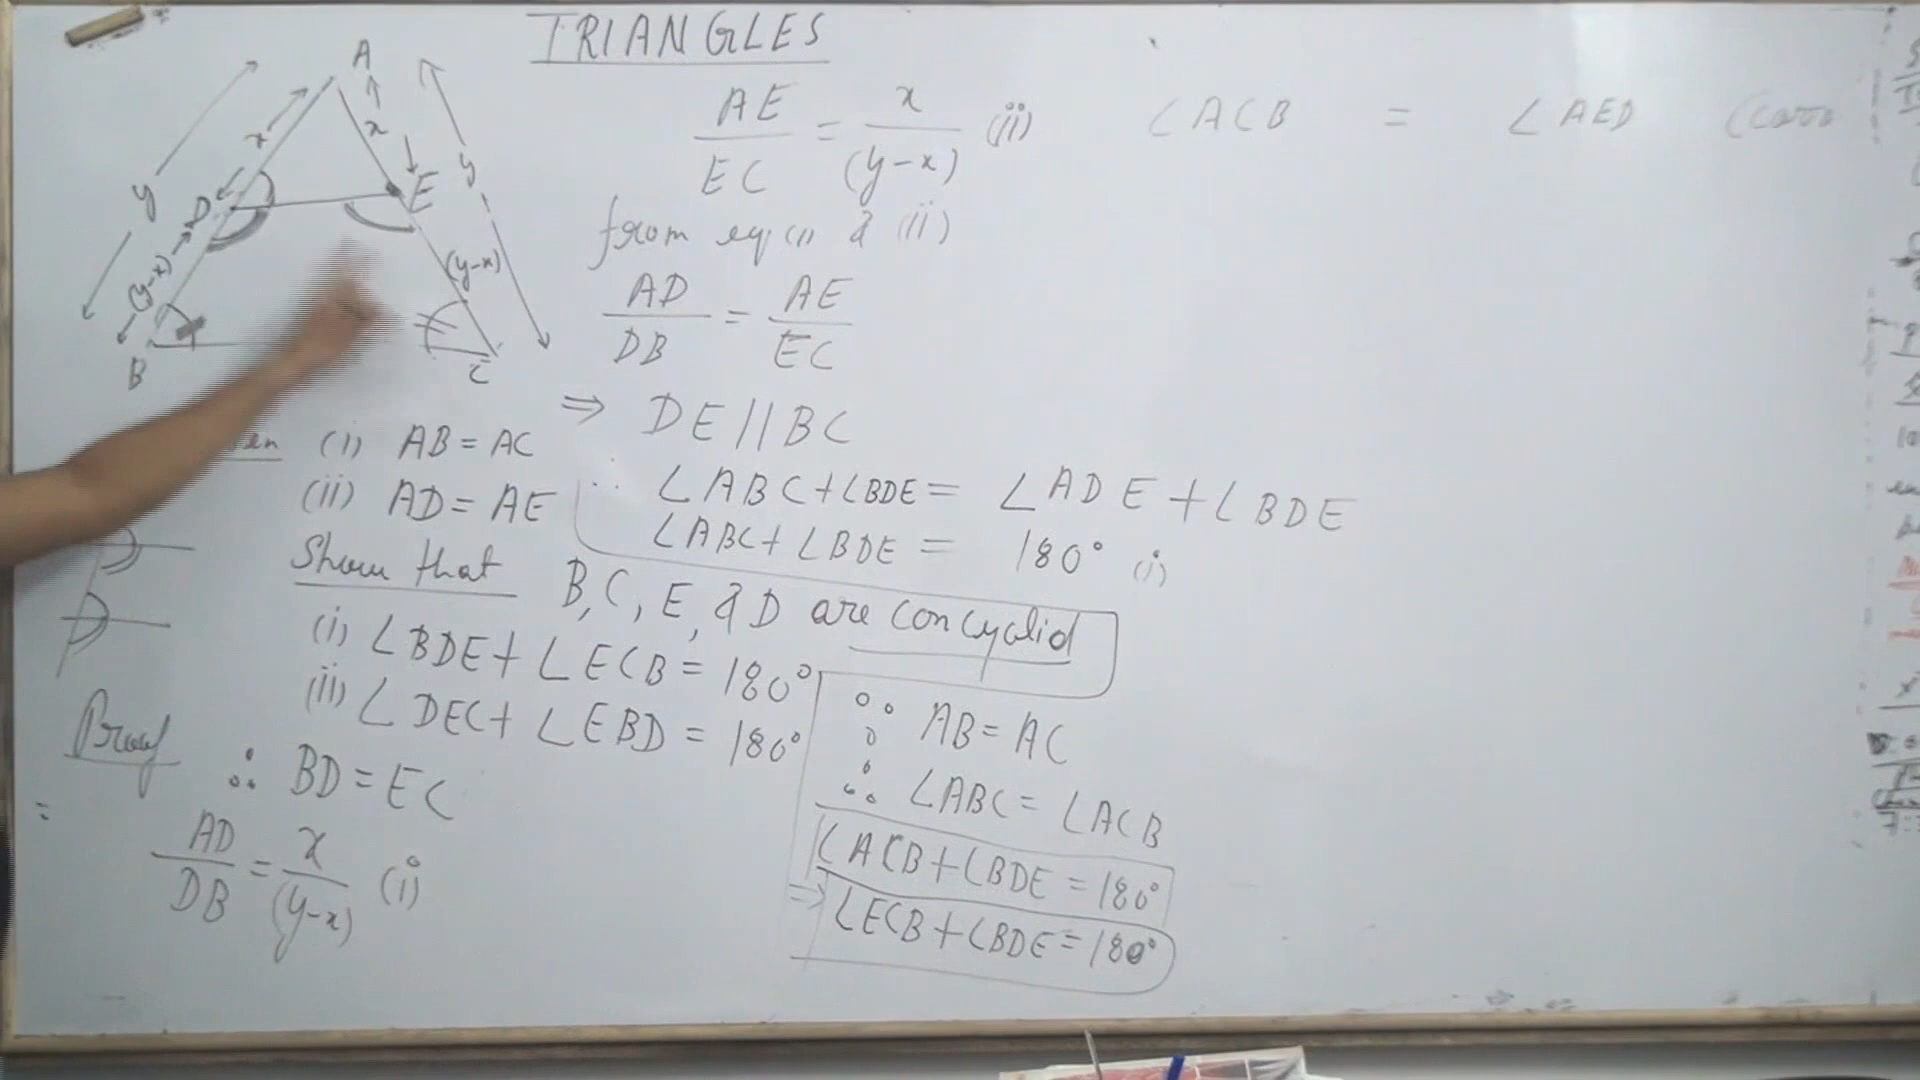 TRIANGLES
A
x
x
y
y
D
E
(y-x)
(y-x)
B
C
AE/EC = x/(y-x) (ii)
from eq (i) & (ii)
AD/DB = AE/EC
⇒ DE//BC
∠ACB = ∠AED
(i) AB = AC
(ii) AD = AE
∴ ∠ABC+∠BDE = ∠ADE+∠BDE
∠ABC+∠BDE = 180° (i)
Show that
B, C, E, & D are concyclid
(i) ∠BDE+∠ECB = 180°
(ii) ∠DEC+∠EBD = 180°
Proof
∴ BD = EC
AD/DB = x/(y-x) (i)
∵ AB = AC
∴ ∠ABC = ∠ACB
∠ACB+∠BDE = 180°
⇒ ∠ECB+∠BDE = 180°